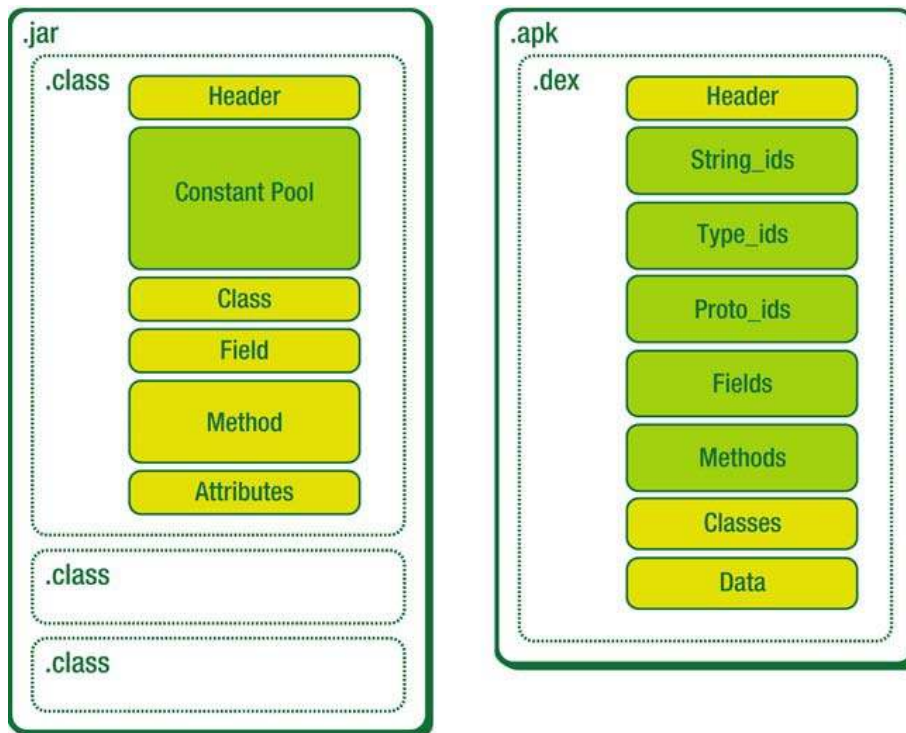 .jar
.class
Header
Constant Pool
Class
Field
Method
Attributes
.class
.class
.apk
.dex
Header
String_ids
Type_ids
Proto_ids
Fields
Methods
Classes
Data